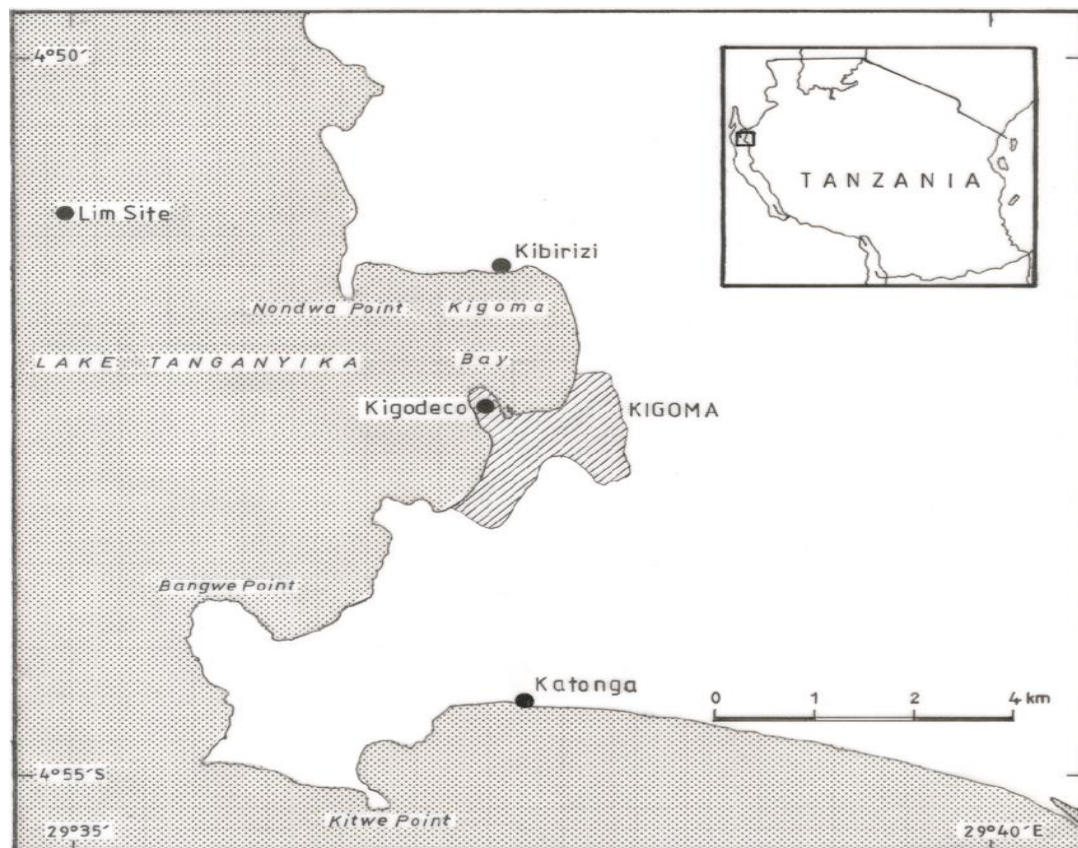 4°50´
TANZANIA
Lim Site
Kibirizi
Nondwa Point
Kigoma
LAKE TANGANYIKA
Bay
Kigodeco
KIGOMA
Bangwe Point
Katonga
0 1 2 4 km
4°55´S
Kitwe Point
29°35´
29°40´E